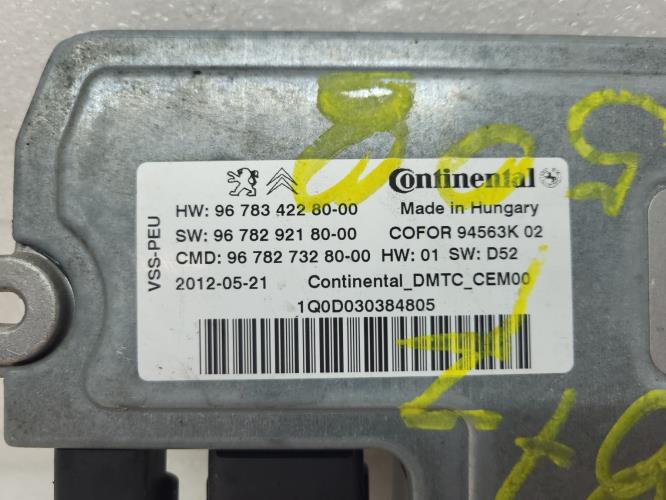 Continental
HW: 96 783 422 80-00 Made in Hungary
SW: 96 782 921 80-00 COFOR 94563K 02
CMD: 96 782 732 80-00 HW: 01 SW: D52
2012-05-21 Continental_DMTC_CEM00
1Q0D030384805
VSS-PEU
508